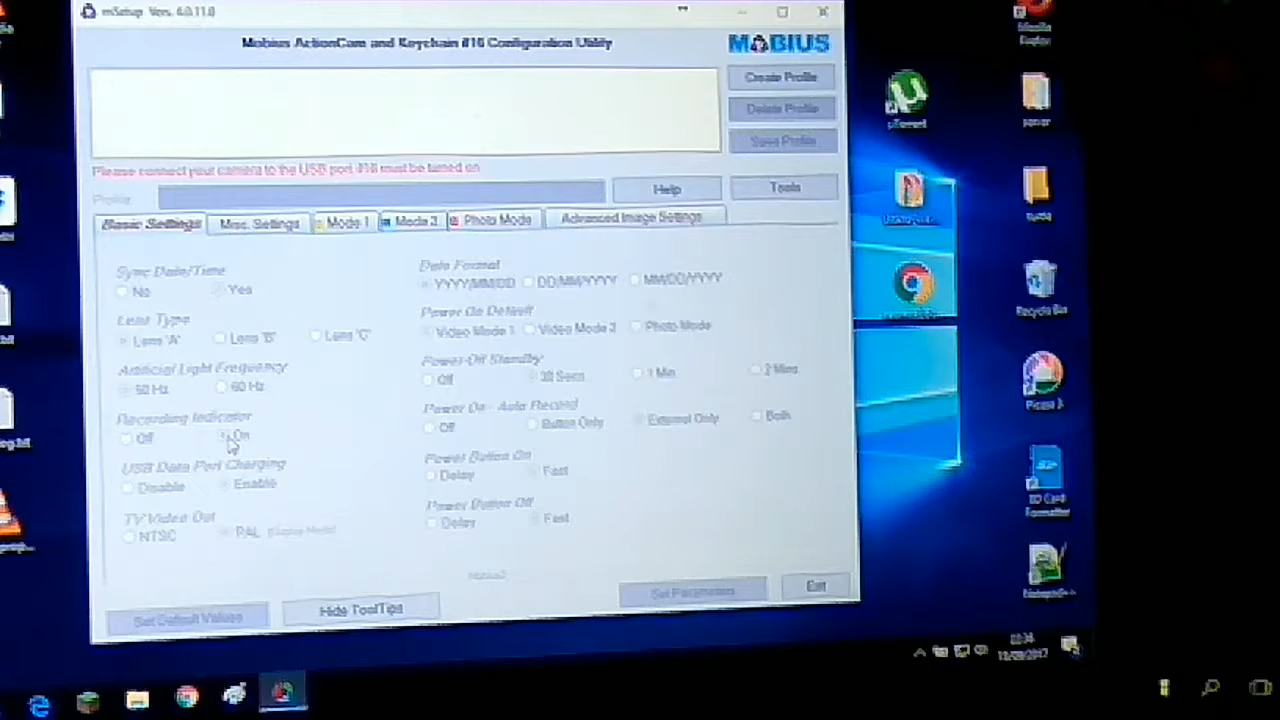 mSetup Vers. 4.0.11.0
Mobius ActionCam and Keychain #16 Configuration Utility
MOBIUS
Create Profile
Delete Profile
Save Profile
Please connect your camera to the USB port #16 must be turned on
Profile
Help
Tools
Basic Settings
Misc. Settings
Mode 1
Mode 2
Photo Mode
Advanced Image Settings
Sync Date/Time
No Yes
Lens Type
Lens 'A' Lens 'B' Lens 'C'
Artificial Light Frequency
50 Hz 60 Hz
Recording Indicator
Off On
USB Data Port Charging
Disable Enable
TV Video Out
NTSC PAL
Date Format
YYYY/MM/DD DD/MM/YYYY MM/DD/YYYY
Power On Default
Video Mode 1 Video Mode 2 Photo Mode
Power-Off Standby
Off 30 Secs 1 Min 2 Mins
Power On - Auto Record
Off Button Only External Only Both
Power Button On
Delay Fast
Power Button Off
Delay Fast
Set Default Values
Hide ToolTips
Set Parameters
Exit
µTorrent
Mozilla
Recycle Bin
Picasa 3
SD Card
Formatter
Notepad++